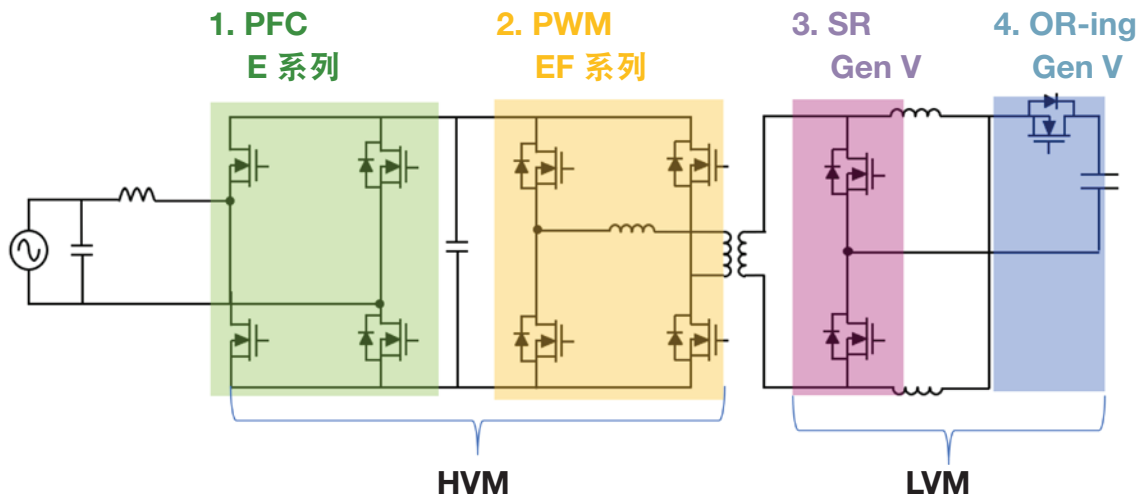 1. PFC
E 系列
2. PWM
EF 系列
3. SR
Gen V
4. OR-ing
Gen V
HVM
LVM